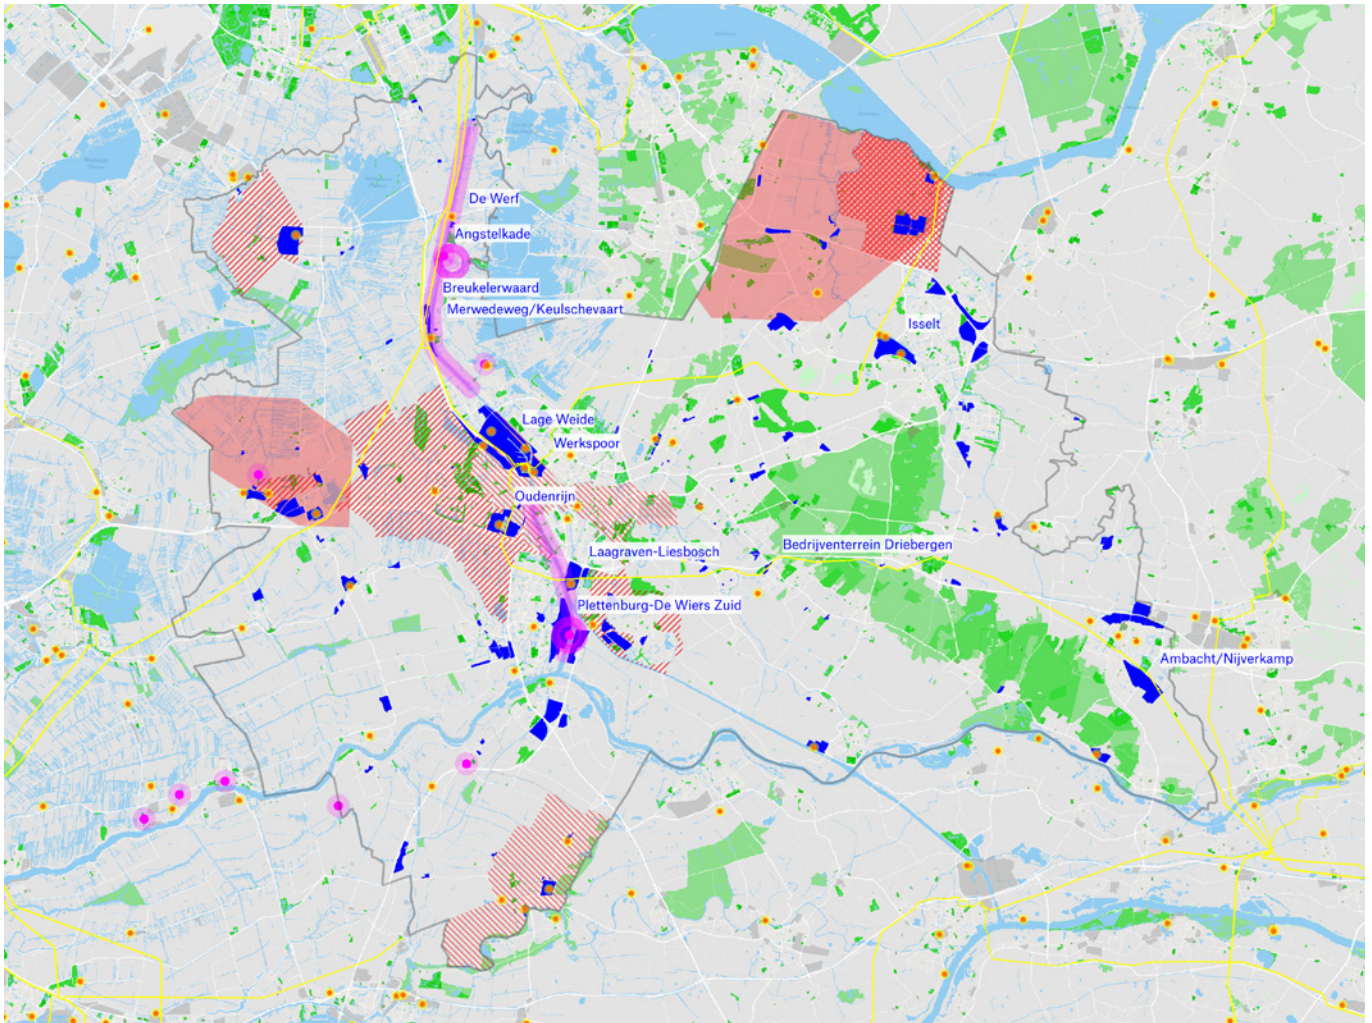 De Werf
Angstelkade
Breukelerwaard
Merwedeweg/Keulschevaart
Isselt
Lage Weide
Werkspoor
Oudenrijn
Laagraven-Liesbosch
Bedrijventerrein Driebergen
Plettenburg-De Wiers Zuid
Ambacht/Nijverkamp